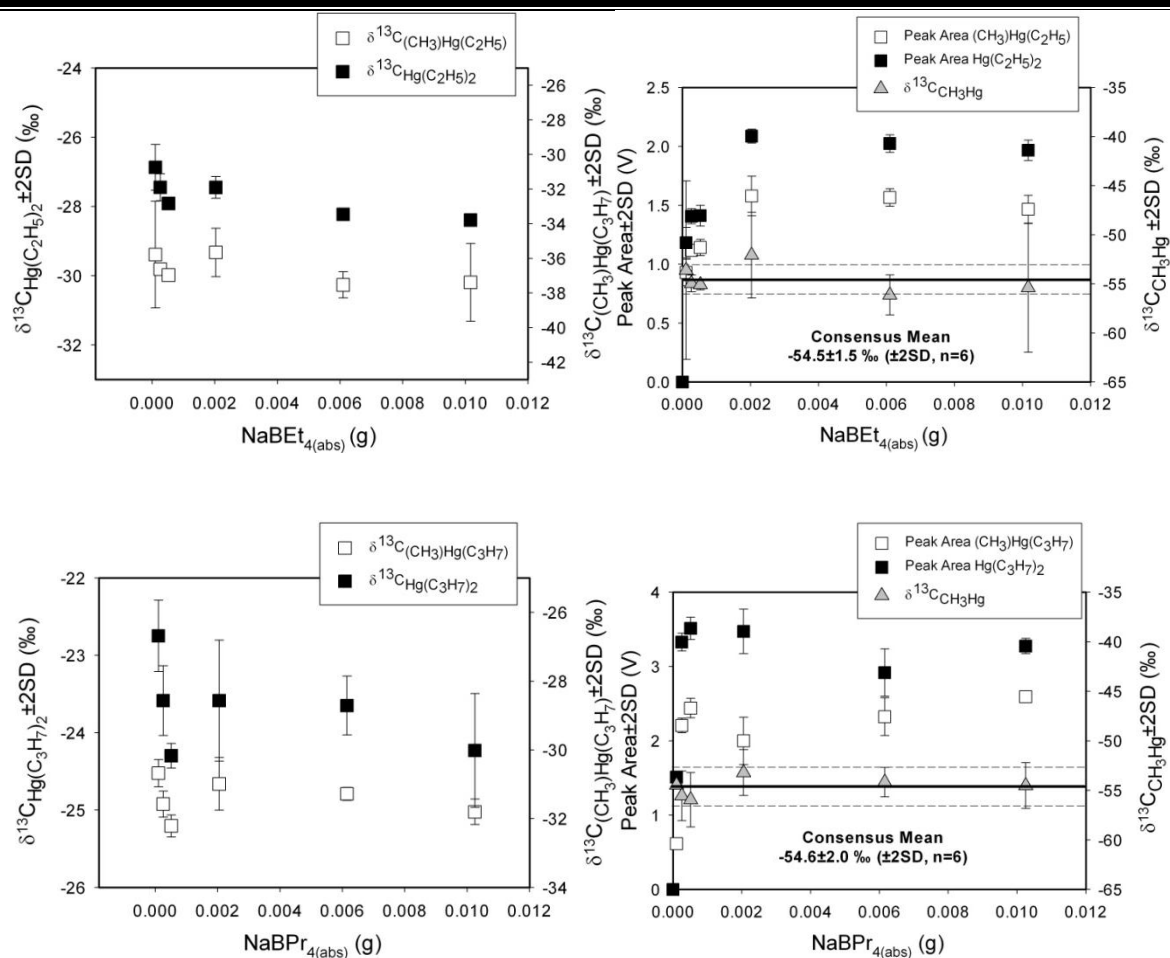 δ13C(CH3)Hg(C2H5)
δ13CHg(C2H5)2
-24
-26
-28
-30
-32
δ13CHg(C2H5)2±2SD (‰)
-26
-28
-30
-32
-34
-36
-38
-40
-42
δ13C(CH3)Hg(C3H7)±2SD (‰)
0.000 0.002 0.004 0.006 0.008 0.010 0.012
NaBEt4(abs) (g)
Peak Area (CH3)Hg(C2H5)
Peak Area Hg(C2H5)2
δ13CCH3Hg
2.5
2.0
1.5
1.0
0.5
0.0
Peak Area±2SD (V)
-35
-40
-45
-50
-55
-60
-65
δ13CCH3Hg±2SD (‰)
Consensus Mean
-54.5±1.5 ‰ (±2SD, n=6)
0.000 0.002 0.004 0.006 0.008 0.010 0.012
NaBEt4(abs) (g)
δ13C(CH3)Hg(C3H7)
δ13CHg(C3H7)2
-22
-23
-24
-25
-26
δ13CHg(C3H7)2±2SD (‰)
-26
-28
-30
-32
-34
δ13C(CH3)Hg(C3H7)±2SD (‰)
0.000 0.002 0.004 0.006 0.008 0.010 0.012
NaBPr4(abs) (g)
Peak Area (CH3)Hg(C3H7)
Peak Area Hg(C3H7)2
δ13CCH3Hg
4
3
2
1
0
Peak Area±2SD (V)
-35
-40
-45
-50
-55
-60
-65
δ13CCH3Hg±2SD (‰)
Consensus Mean
-54.6±2.0 ‰ (±2SD, n=6)
0.000 0.002 0.004 0.006 0.008 0.010 0.012
NaBPr4(abs) (g)